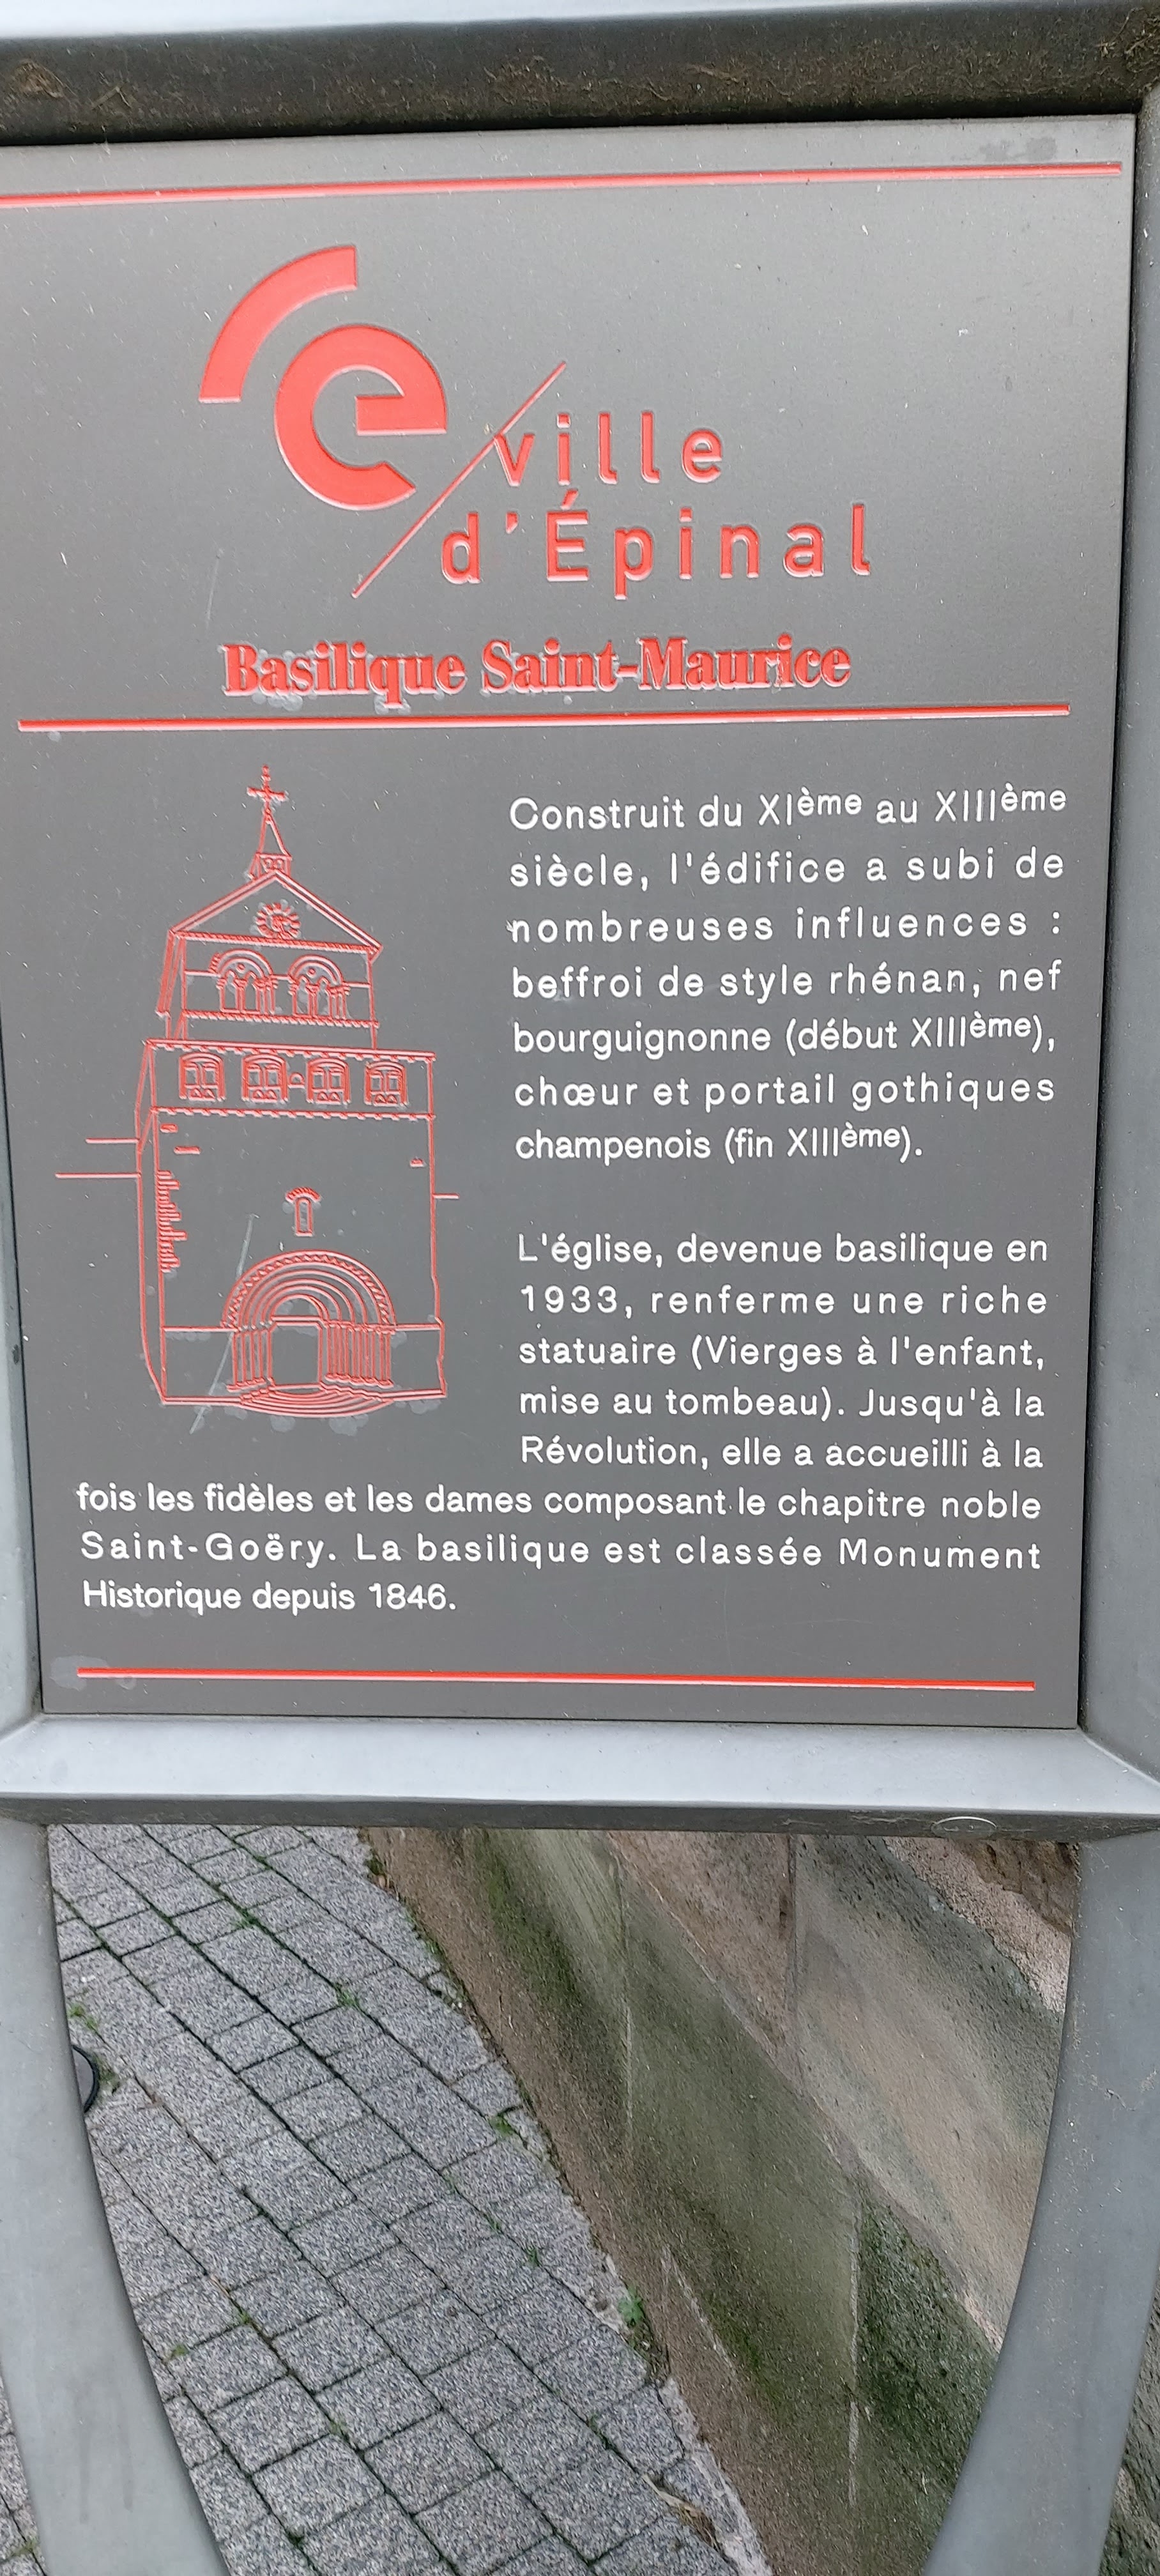 ville
d'Épinal
Basilique Saint-Maurice
Construit du XIème au XIIIème
siècle, l'édifice a subi de
nombreuses influences :
beffroi de style rhénan, nef
bourguignonne (début XIIIème),
chœur et portail gothiques
champenois (fin XIIIème).
L'église, devenue basilique en
1933, renferme une riche
statuaire (Vierges à l'enfant,
mise au tombeau). Jusqu'à la
Révolution, elle a accueilli à la
fois les fidèles et les dames composant le chapitre noble
Saint-Goëry. La basilique est classée Monument
Historique depuis 1846.